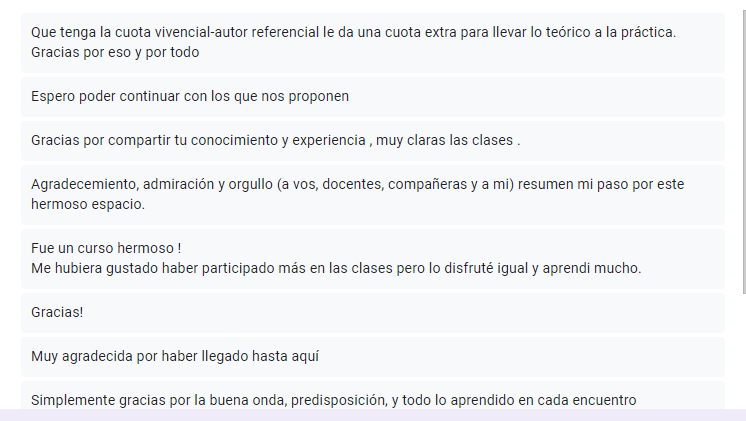 Que tenga la cuota vivencial-autor referencial le da una cuota extra para llevar lo teórico a la práctica.
Gracias por eso y por todo
Espero poder continuar con los que nos proponen
Gracias por compartir tu conocimiento y experiencia , muy claras las clases .
Agradecemiento, admiración y orgullo (a vos, docentes, compañeras y a mi) resumen mi paso por este
hermoso espacio.
Fue un curso hermoso !
Me hubiera gustado haber participado más en las clases pero lo disfruté igual y aprendi mucho.
Gracias!
Muy agradecida por haber llegado hasta aquí
Simplemente gracias por la buena onda, predisposición, y todo lo aprendido en cada encuentro